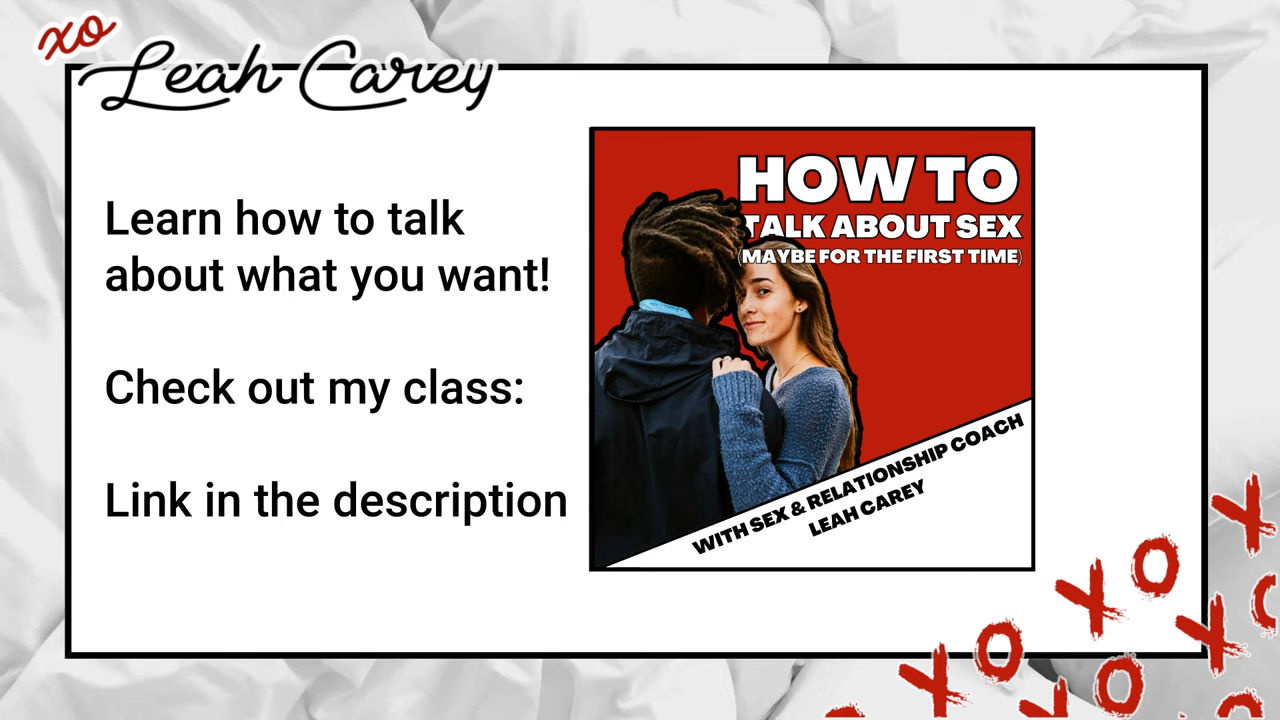 xo
Leah Carey
Learn how to talk
about what you want!
Check out my class:
Link in the description
HOW TO
TALK ABOUT SEX
(MAYBE FOR THE FIRST TIME)
WITH SEX & RELATIONSHIP COACH
LEAH CAREY
XO
XO
XO
XO